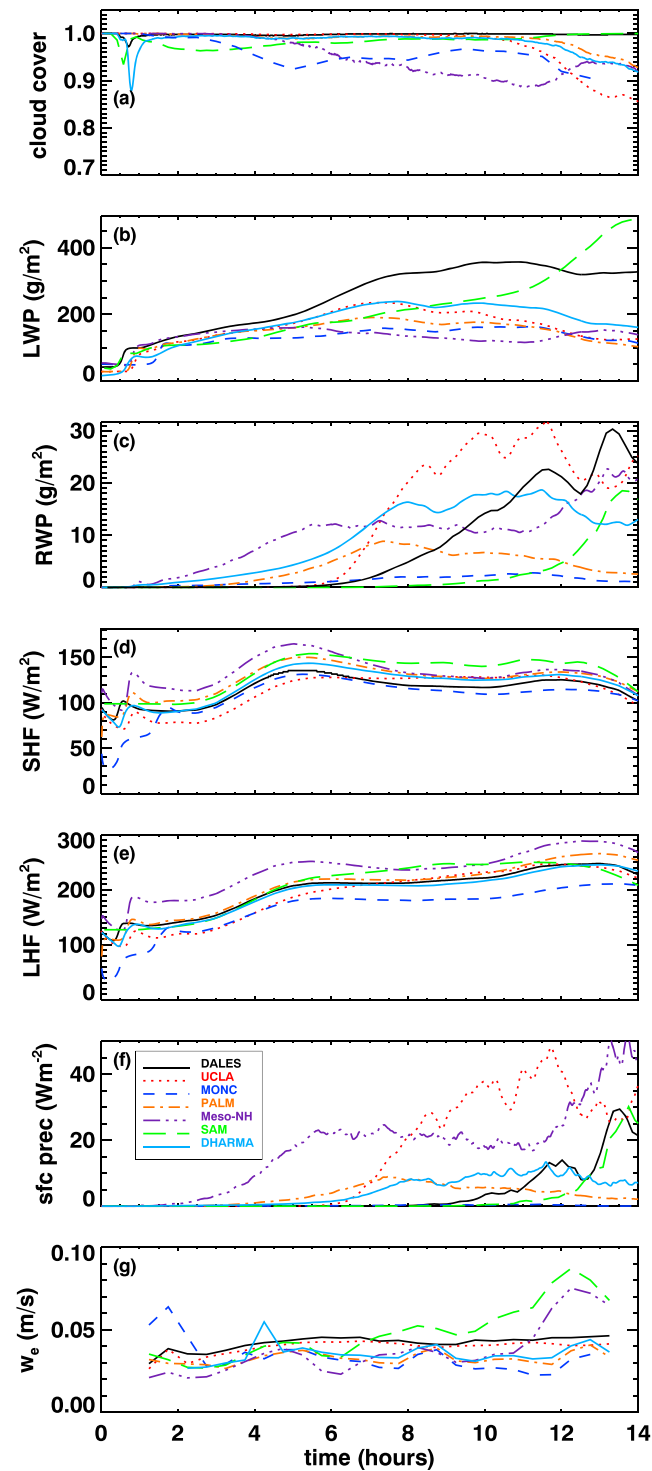 1.0
0.9
0.8
0.7
cloud cover
(a)
400
200
0
LWP (g/m²)
(b)
30
20
10
0
RWP (g/m²)
(c)
150
100
50
0
SHF (W/m²)
(d)
300
200
100
0
LHF (W/m²)
(e)
40
20
0
sfc prec (Wm⁻²)
(f)
DALES
UCLA
MONC
PALM
Meso-NH
SAM
DHARMA
0.10
0.05
0.00
wₑ (m/s)
(g)
0 2 4 6 8 10 12 14
time (hours)